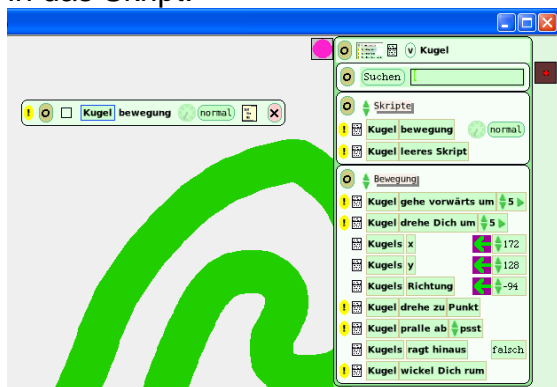 in das Skript.
Kugel
Suchen
Kugel bewegung normal
Skripte
! Kugel bewegung normal
! Kugel leeres Skript
Bewegung
! Kugel gehe vorwärts um 5
! Kugel drehe Dich um 5
Kugels x 172
Kugels y 128
Kugels Richtung -94
! Kugel drehe zu Punkt
! Kugel pralle ab psst
Kugels ragt hinaus falsch
! Kugel wickel Dich rum